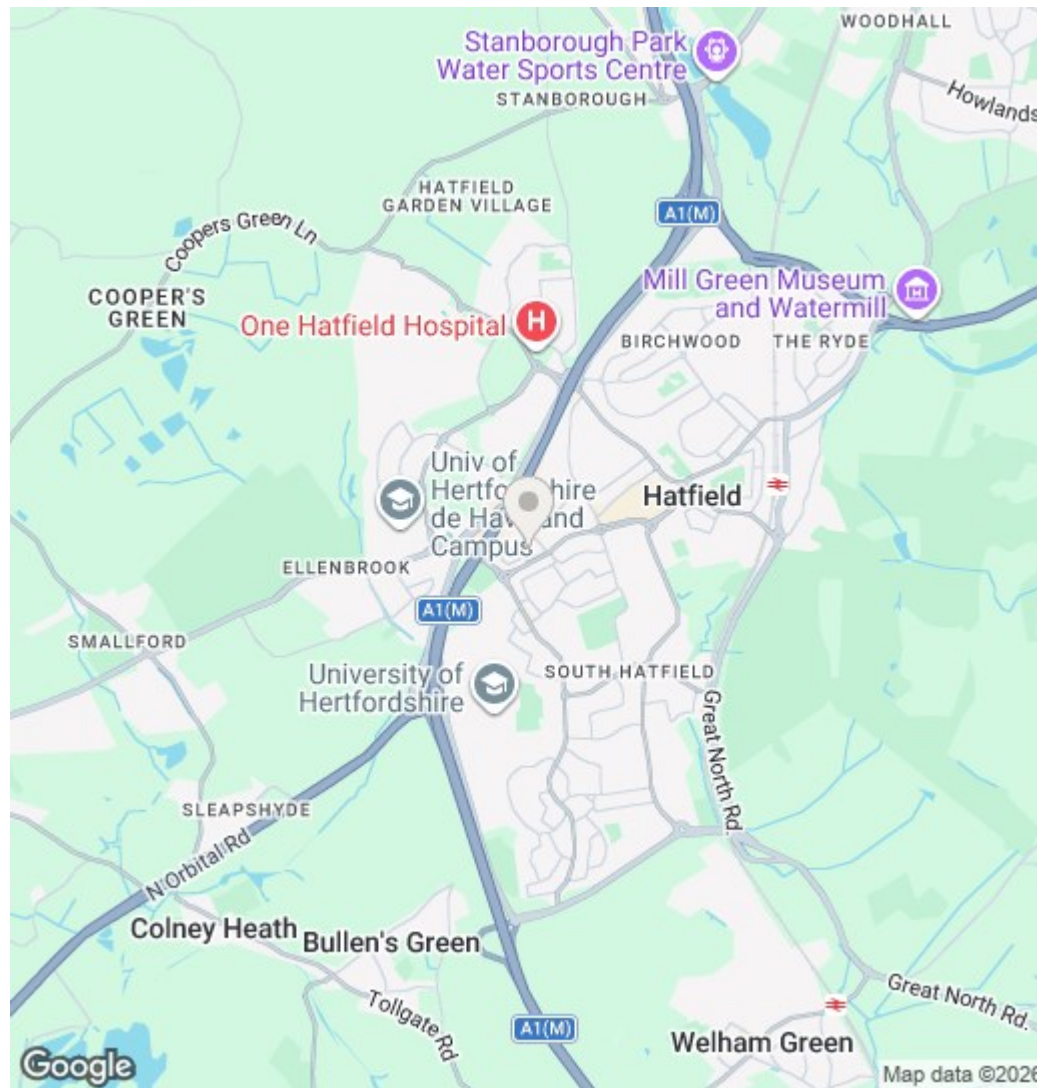 WOODHALL
Stanborough Park
Water Sports Centre
STANBOROUGH
Howlands
HATFIELD
GARDEN VILLAGE
A1(M)
Coopers Green Ln
COOPER'S
GREEN
Mill Green Museum
and Watermill
One Hatfield Hospital
BIRCHWOOD
THE RYDE
Univ of
Hertfordshire
de Havilland
Campus
Hatfield
ELLENBROOK
A1(M)
SMALLFORD
University of
Hertfordshire
SOUTH HATFIELD
Great North Rd.
SLEAPSHYDE
N Orbital Rd
Colney Heath
Bullen's Green
Tollgate Rd
Great North Rd.
A1(M)
Welham Green
Google
Map data ©2026